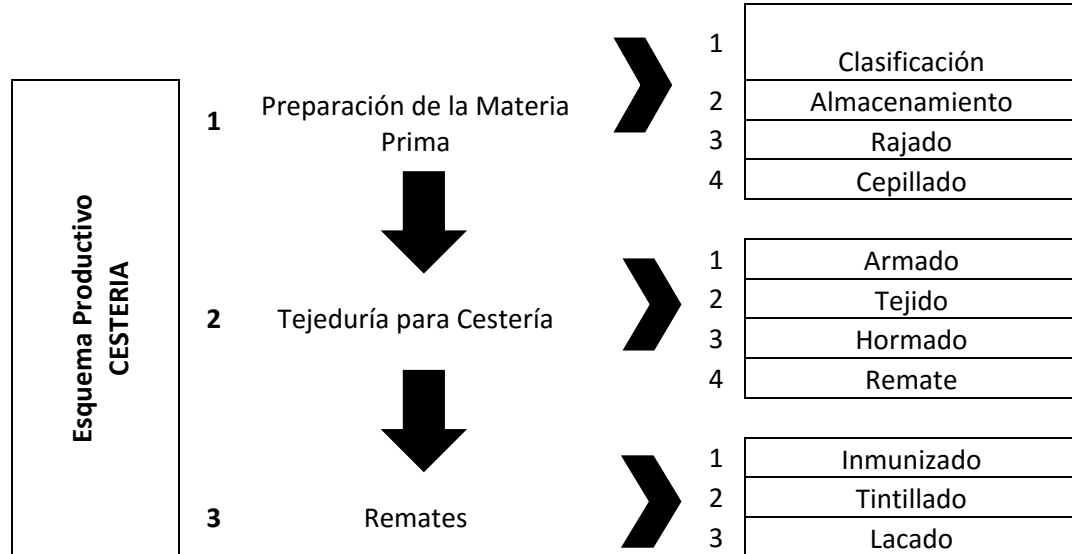 Esquema Productivo
CESTERIA
1 Preparación de la Materia
Prima
1 Clasificación
2 Almacenamiento
3 Rajado
4 Cepillado
2 Tejeduría para Cestería
1 Armado
2 Tejido
3 Hormado
4 Remate
3 Remates
1 Inmunizado
2 Tintillado
3 Lacado